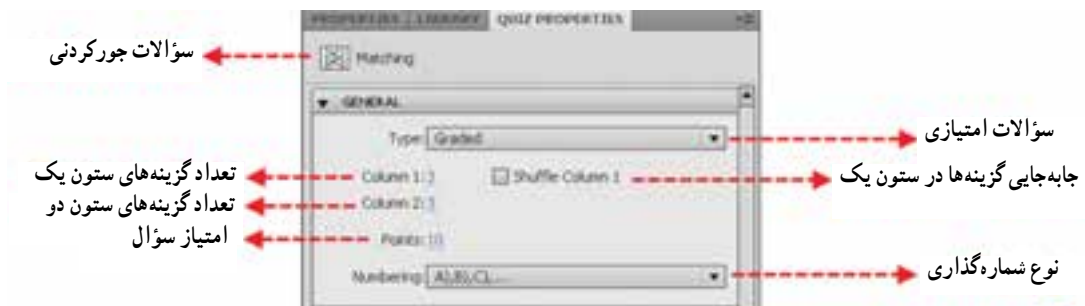 PROPERTIES LIBRARY QUIZ PROPERTIES
سؤالات جورکردنی
Matching
GENERAL
سؤالات امتیازی
Type: Graded
تعداد گزینه‌های ستون یک
Column 1: 3
Shuffle Column 1
جابه‌جایی گزینه‌ها در ستون یک
تعداد گزینه‌های ستون دو
Column 2: 3
امتیاز سؤال
Points: 10
نوع شماره‌گذاری
Numbering: A),B),C),...